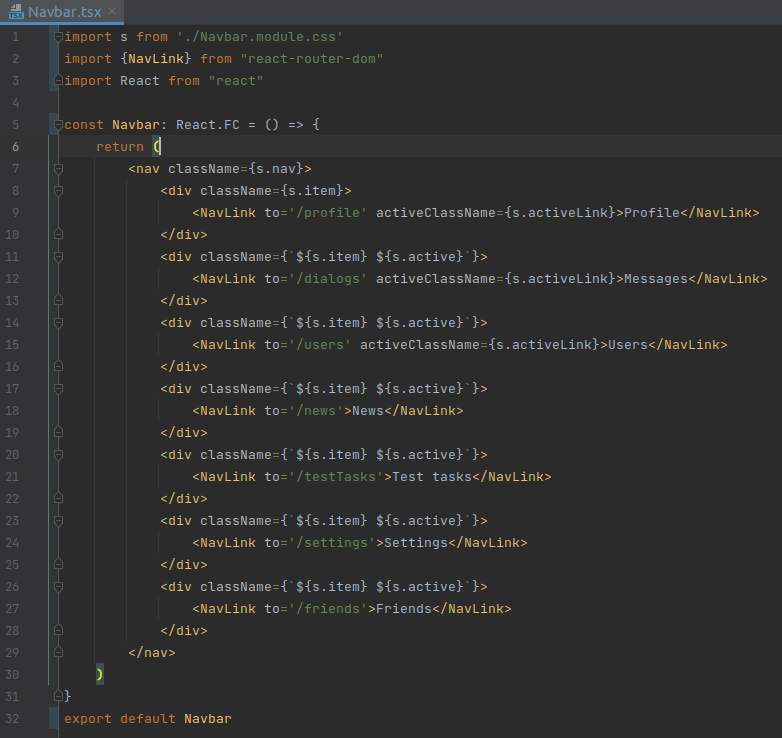 Navbar.tsx
1 import s from './Navbar.module.css'
2 import {NavLink} from "react-router-dom"
3 import React from "react"
4
5 const Navbar: React.FC = () => {
6     return (
7         <nav className={s.nav}>
8             <div className={s.item}>
9                 <NavLink to='/profile' activeClassName={s.activeLink}>Profile</NavLink>
10             </div>
11             <div className={`${s.item} ${s.active}`}>
12                 <NavLink to='/dialogs' activeClassName={s.activeLink}>Messages</NavLink>
13             </div>
14             <div className={`${s.item} ${s.active}`}>
15                 <NavLink to='/users' activeClassName={s.activeLink}>Users</NavLink>
16             </div>
17             <div className={`${s.item} ${s.active}`}>
18                 <NavLink to='/news'>News</NavLink>
19             </div>
20             <div className={`${s.item} ${s.active}`}>
21                 <NavLink to='/testTasks'>Test tasks</NavLink>
22             </div>
23             <div className={`${s.item} ${s.active}`}>
24                 <NavLink to='/settings'>Settings</NavLink>
25             </div>
26             <div className={`${s.item} ${s.active}`}>
27                 <NavLink to='/friends'>Friends</NavLink>
28             </div>
29         </nav>
30     )
31 }
32 export default Navbar